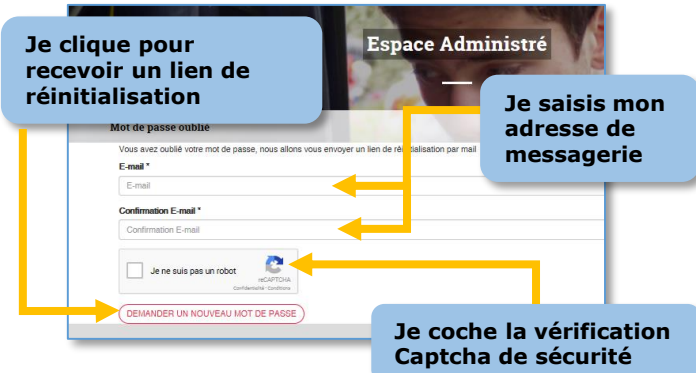 Je clique pour
recevoir un lien de
réinitialisation
Espace Administré
Je saisis mon
adresse de
messagerie
Mot de passe oublié
Vous avez oublié votre mot de passe, nous allons vous envoyer un lien de réinitialisation par mail
E-mail *
E-mail
Confirmation E-mail *
Confirmation E-mail
Je ne suis pas un robot
reCAPTCHA
Confidentialité - Conditions
DEMANDER UN NOUVEAU MOT DE PASSE
Je coche la vérification
Captcha de sécurité